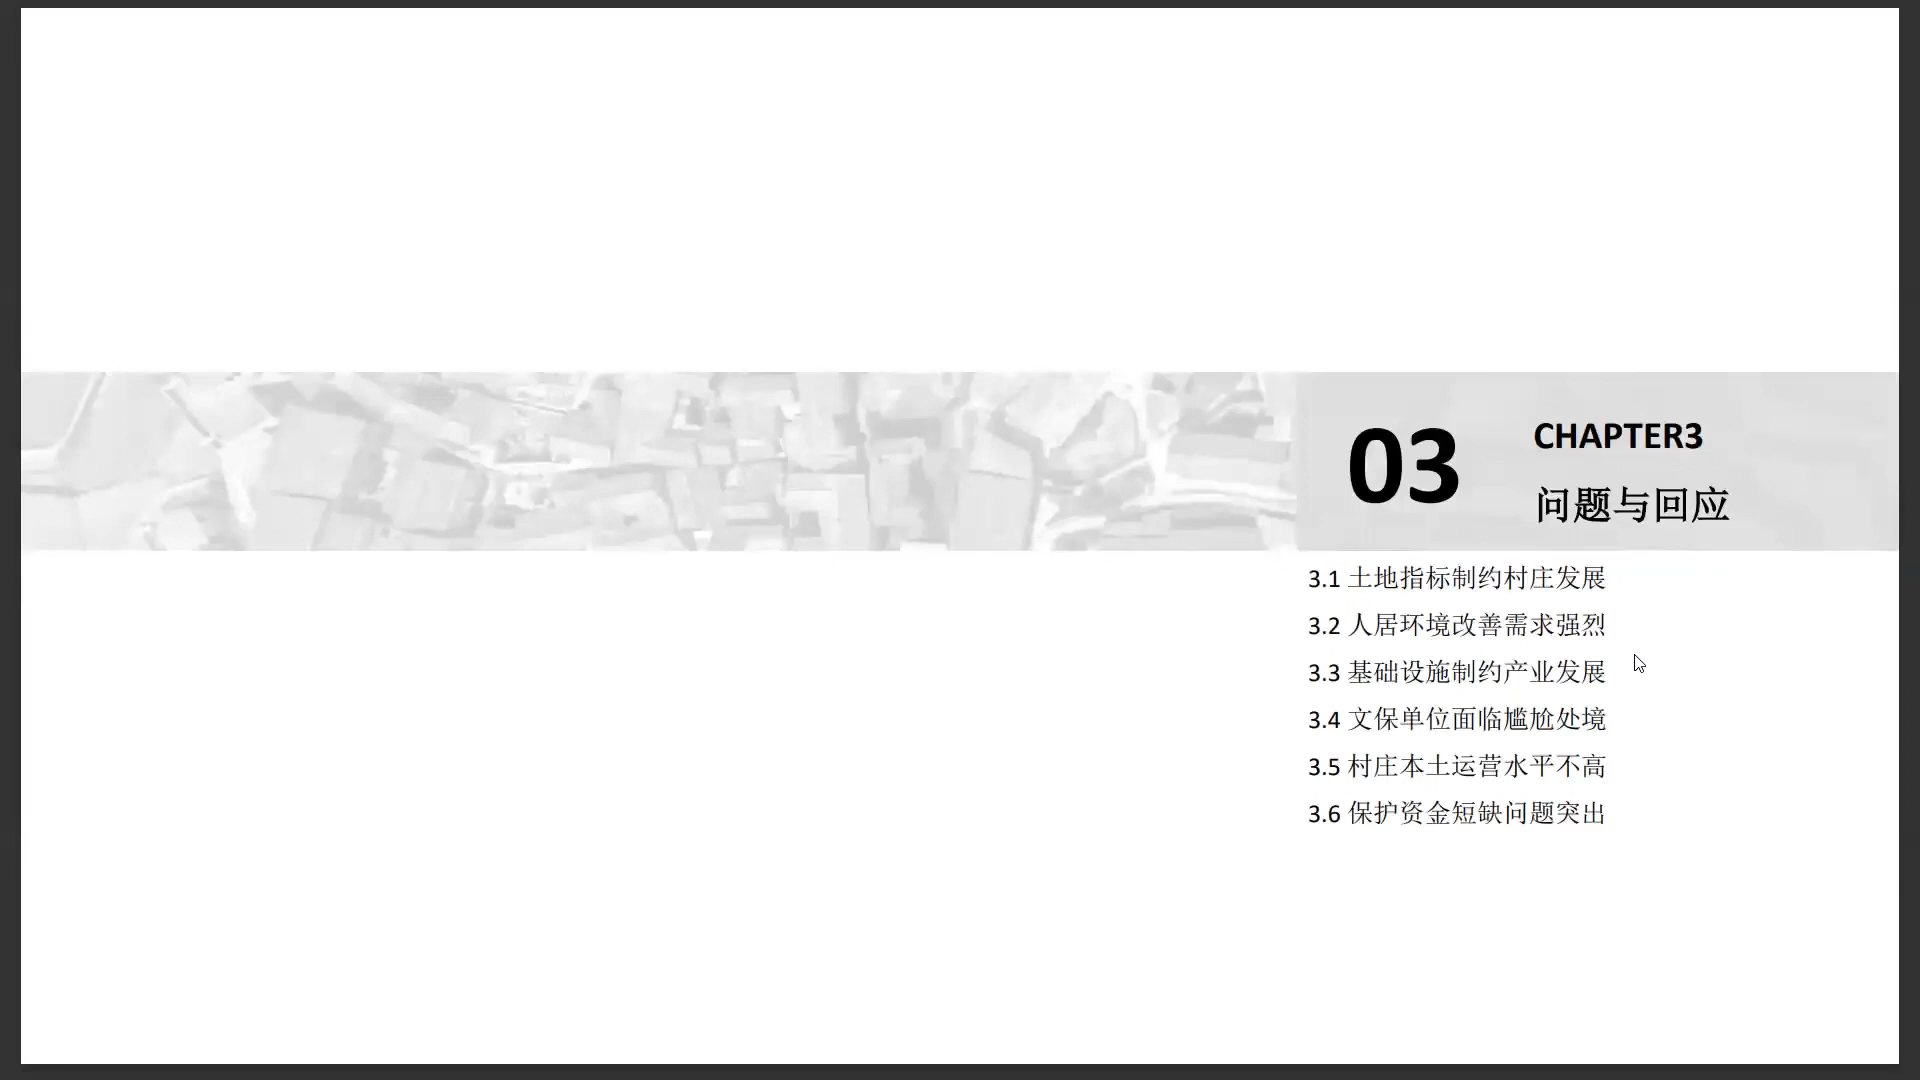 03
CHAPTER3
问题与回应
3.1 土地指标制约村庄发展
3.2 人居环境改善需求强烈
3.3 基础设施制约产业发展
3.4 文保单位面临尴尬处境
3.5 村庄本土运营水平不高
3.6 保护资金短缺问题突出